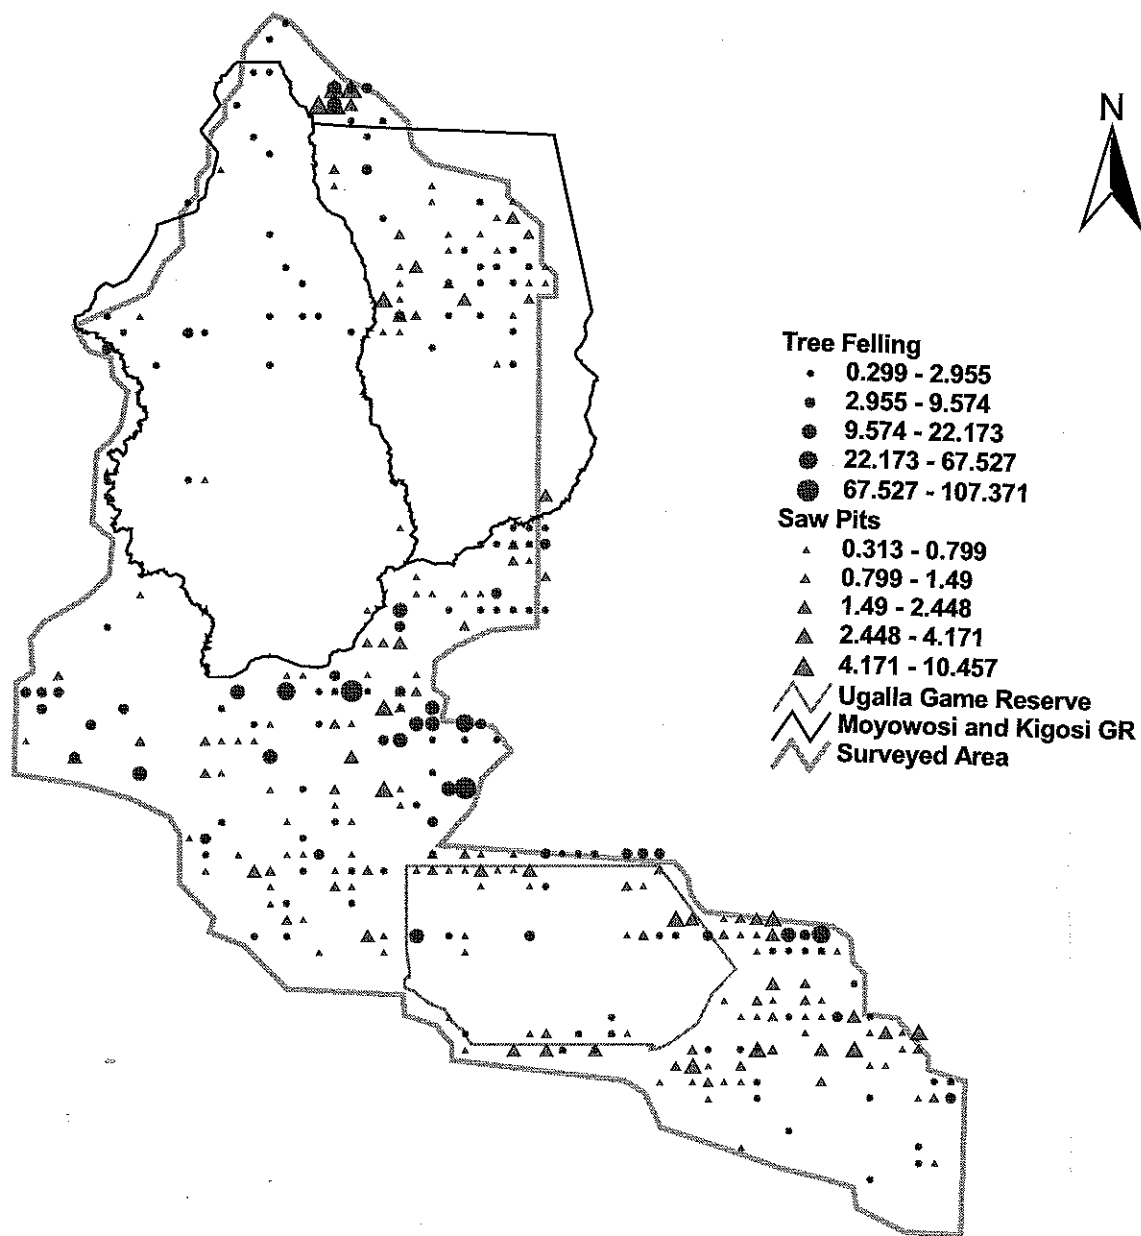 N
Tree Felling
0.299 - 2.955
2.955 - 9.574
9.574 - 22.173
22.173 - 67.527
67.527 - 107.371
Saw Pits
0.313 - 0.799
0.799 - 1.49
1.49 - 2.448
2.448 - 4.171
4.171 - 10.457
Ugalla Game Reserve
Moyowosi and Kigosi GR
Surveyed Area